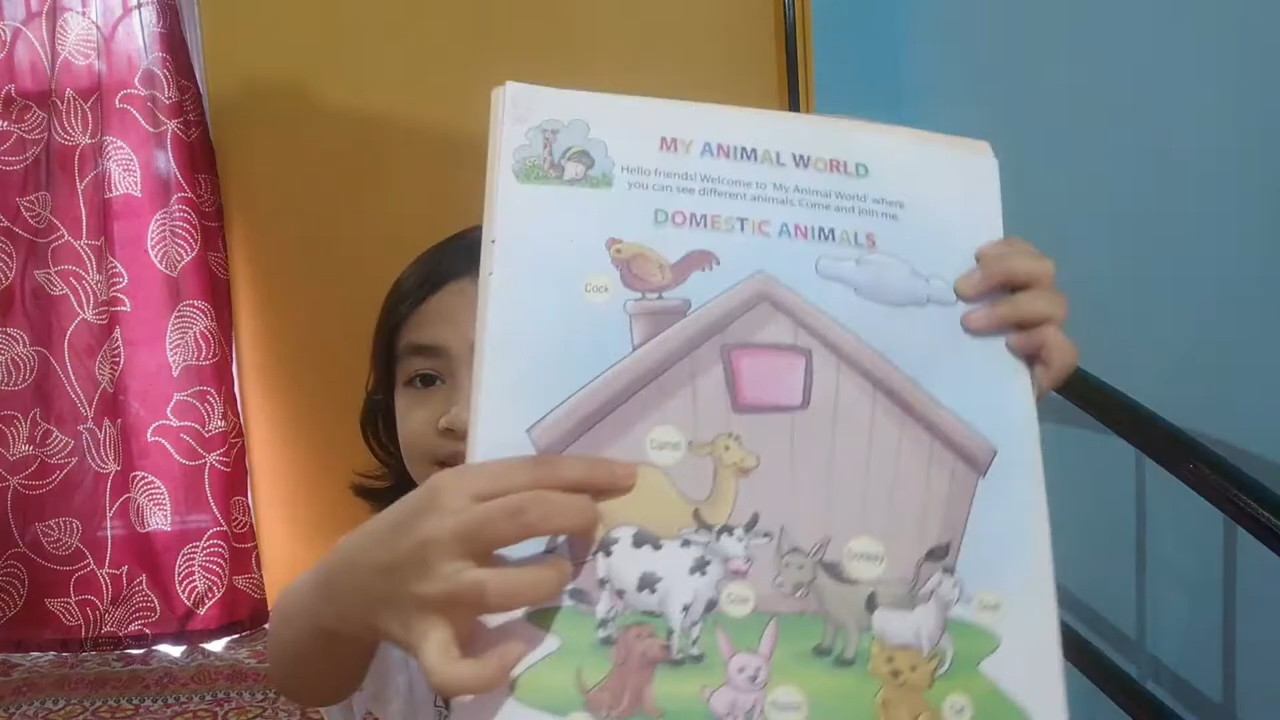 MY ANIMAL WORLD
Hello friends! Welcome to 'My Animal World' where
you can see different animals. Come and join me.
DOMESTIC ANIMALS
Cock
Camel
Donkey
Cow